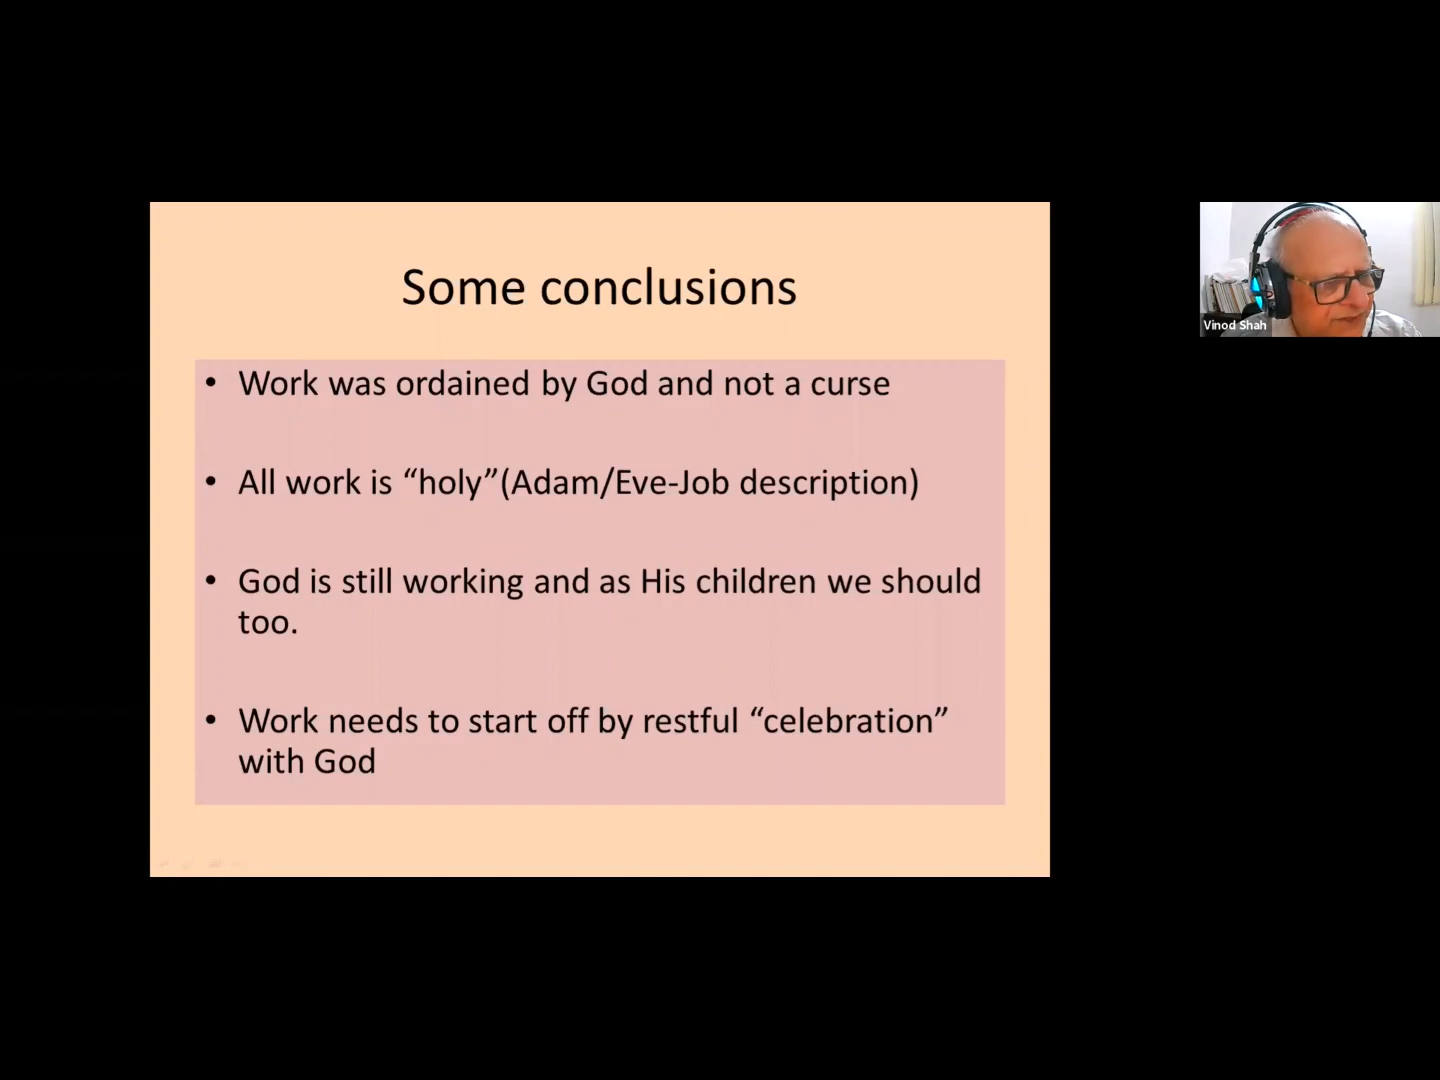 Some conclusions
• Work was ordained by God and not a curse
• All work is “holy”(Adam/Eve-Job description)
• God is still working and as His children we should
too.
• Work needs to start off by restful “celebration”
with God
Vinod Shah